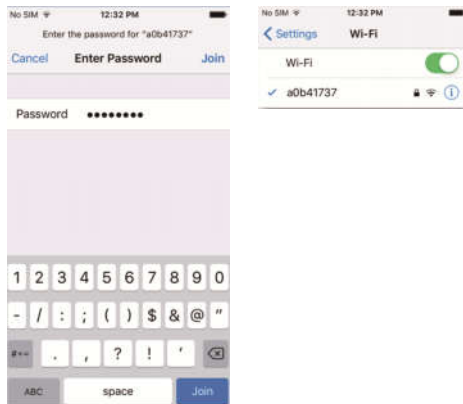 No SIM 12:32 PM
Enter the password for "a0b41737"
Cancel Enter Password Join
Password ●●●●●●●●
1 2 3 4 5 6 7 8 9 0
- / : ; ( ) $ & @ "
#+= . , ? ! '
ABC space Join
No SIM 12:32 PM
Settings Wi-Fi
Wi-Fi
a0b41737